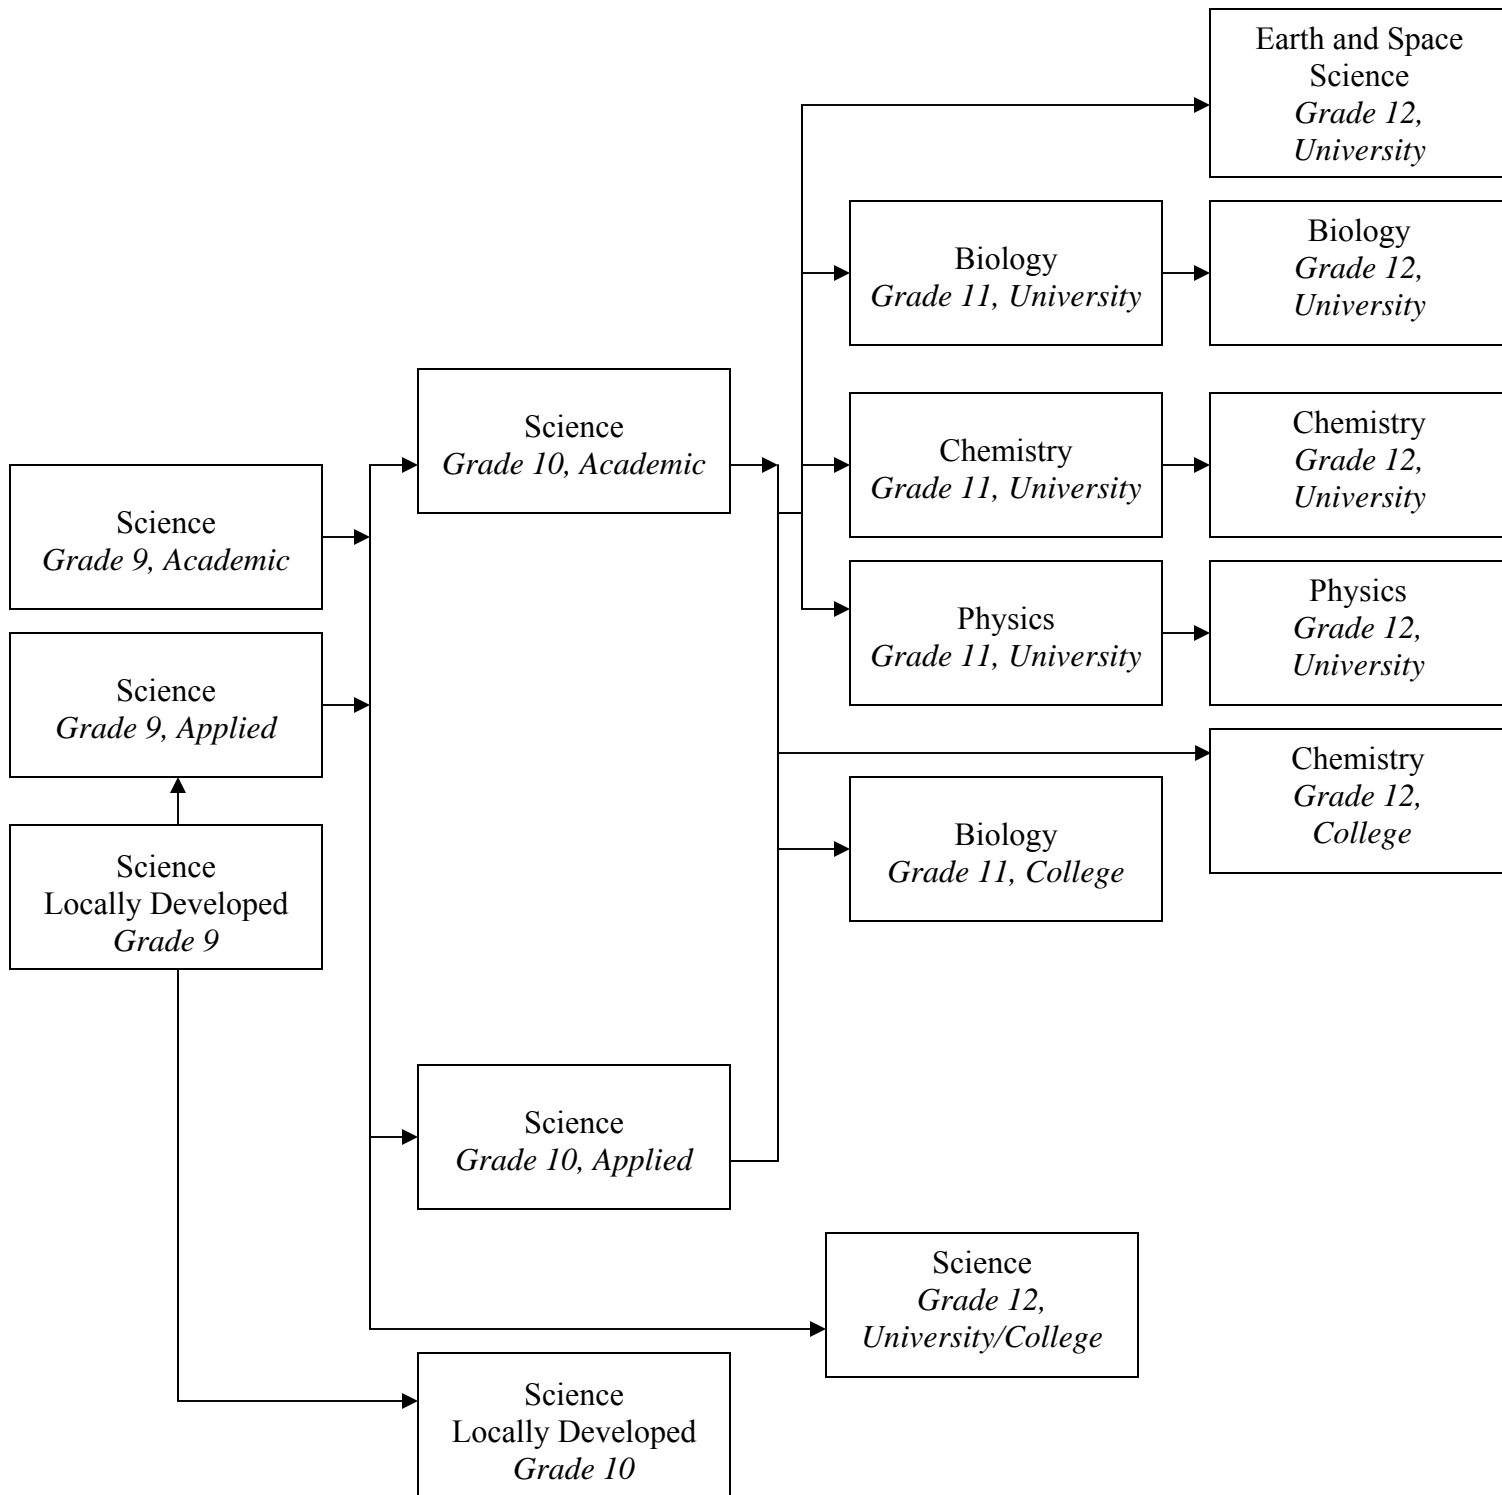 Earth and Space
Science
Grade 12,
University
Biology
Grade 11, University
Biology
Grade 12,
University
Science
Grade 10, Academic
Chemistry
Grade 11, University
Chemistry
Grade 12,
University
Science
Grade 9, Academic
Physics
Grade 11, University
Physics
Grade 12,
University
Science
Grade 9, Applied
Chemistry
Grade 12,
College
Biology
Grade 11, College
Science
Locally Developed
Grade 9
Science
Grade 10, Applied
Science
Grade 12,
University/College
Science
Locally Developed
Grade 10